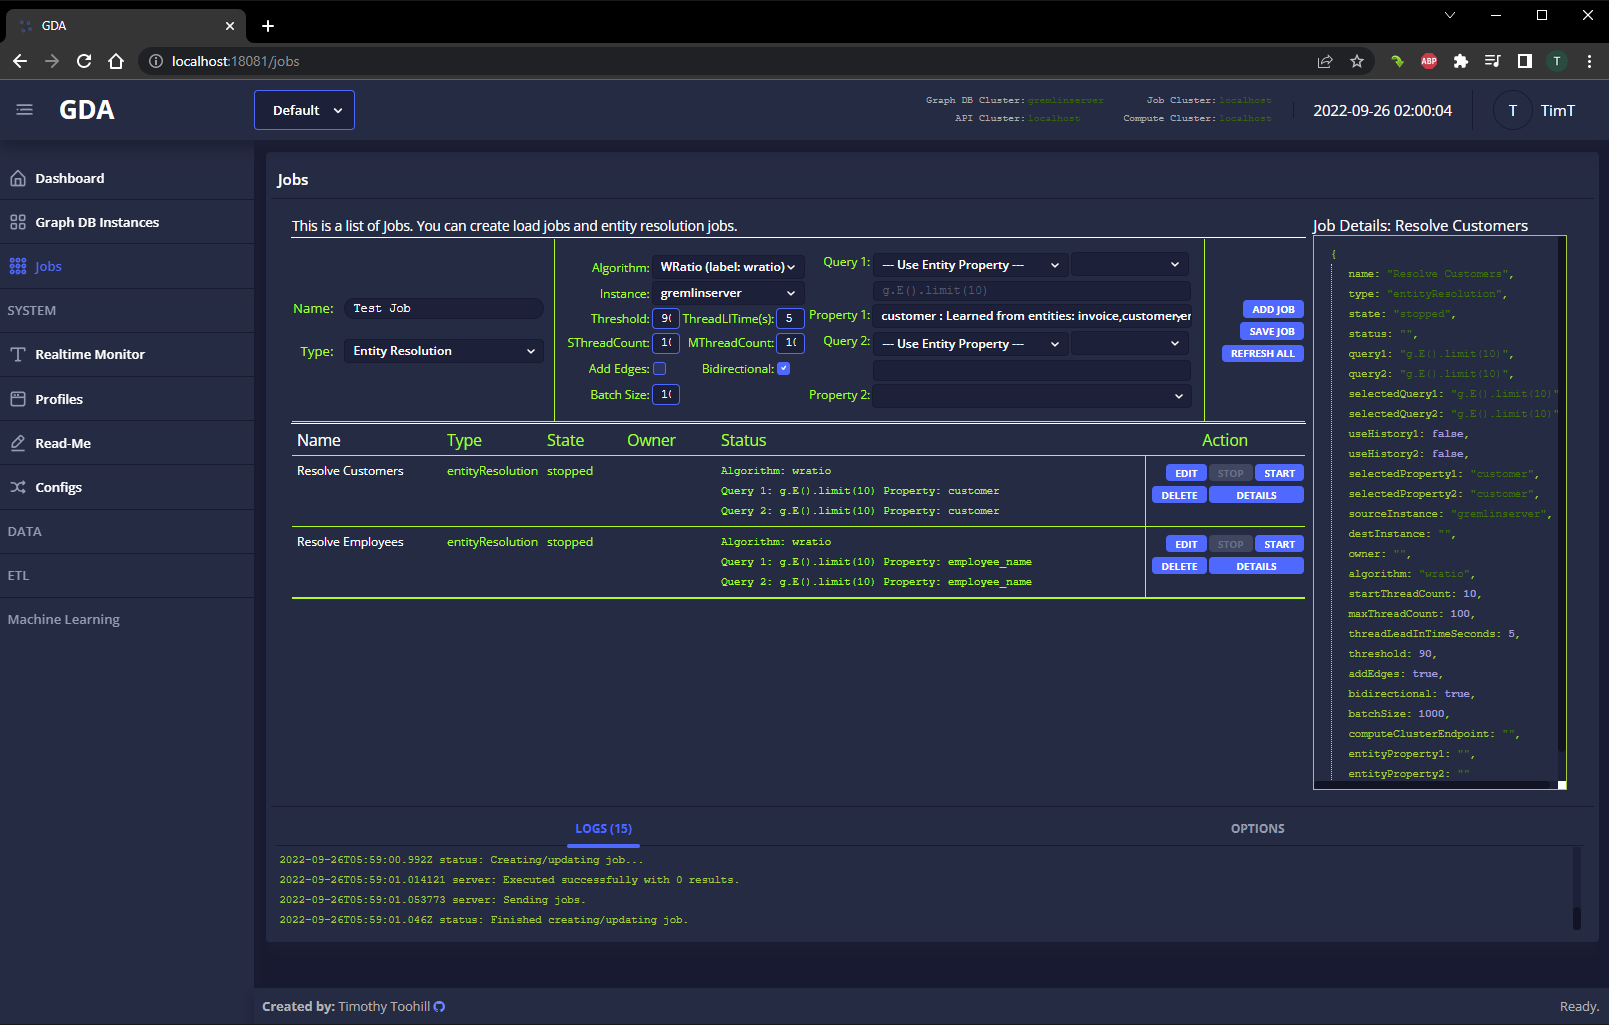 GDA
localhost:18081/jobs
ABP
T
GDA
Default
Graph DB Cluster: gremlinserver
Job Cluster: localhost
API Cluster: localhost
Compute Cluster: localhost
2022-09-26 02:00:04
T
TimT
Dashboard
Graph DB Instances
Jobs
SYSTEM
Realtime Monitor
Profiles
Read-Me
Configs
DATA
ETL
Machine Learning
Jobs
This is a list of Jobs. You can create load jobs and entity resolution jobs.
Name: Test Job
Type: Entity Resolution
Algorithm: WRatio (label: wratio)
Instance: gremlinserver
Threshold: 90 ThreadLITime(s): 5
SThreadCount: 10 MThreadCount: 10
Add Edges: Bidirectional:
Batch Size: 10
Query 1: --- Use Entity Property ---
g.E().limit(10)
Property 1: customer : Learned from entities: invoice,customer,er
Query 2: --- Use Entity Property ---
Property 2:
ADD JOB
SAVE JOB
REFRESH ALL
Name Type State Owner Status Action
Resolve Customers entityResolution stopped
Algorithm: wratio
Query 1: g.E().limit(10) Property: customer
Query 2: g.E().limit(10) Property: customer
EDIT STOP START
DELETE DETAILS
Resolve Employees entityResolution stopped
Algorithm: wratio
Query 1: g.E().limit(10) Property: employee_name
Query 2: g.E().limit(10) Property: employee_name
EDIT STOP START
DELETE DETAILS
Job Details: Resolve Customers
{
name: "Resolve Customers",
type: "entityResolution",
state: "stopped",
status: "",
query1: "g.E().limit(10)",
query2: "g.E().limit(10)",
selectedQuery1: "g.E().limit(10)"
selectedQuery2: "g.E().limit(10)"
useHistory1: false,
useHistory2: false,
selectedProperty1: "customer",
selectedProperty2: "customer",
sourceInstance: "gremlinserver",
destInstance: "",
owner: "",
algorithm: "wratio",
startThreadCount: 10,
maxThreadCount: 100,
threadLeadInTimeSeconds: 5,
threshold: 90,
addEdges: true,
bidirectional: true,
batchSize: 1000,
computeClusterEndpoint: "",
entityProperty1: "",
entityProperty2: ""
LOGS (15)
OPTIONS
2022-09-26T05:59:00.992Z status: Creating/updating job...
2022-09-26T05:59:01.014121 server: Executed successfully with 0 results.
2022-09-26T05:59:01.053773 server: Sending jobs.
2022-09-26T05:59:01.046Z status: Finished creating/updating job.
Created by: Timothy Toohill
Ready.